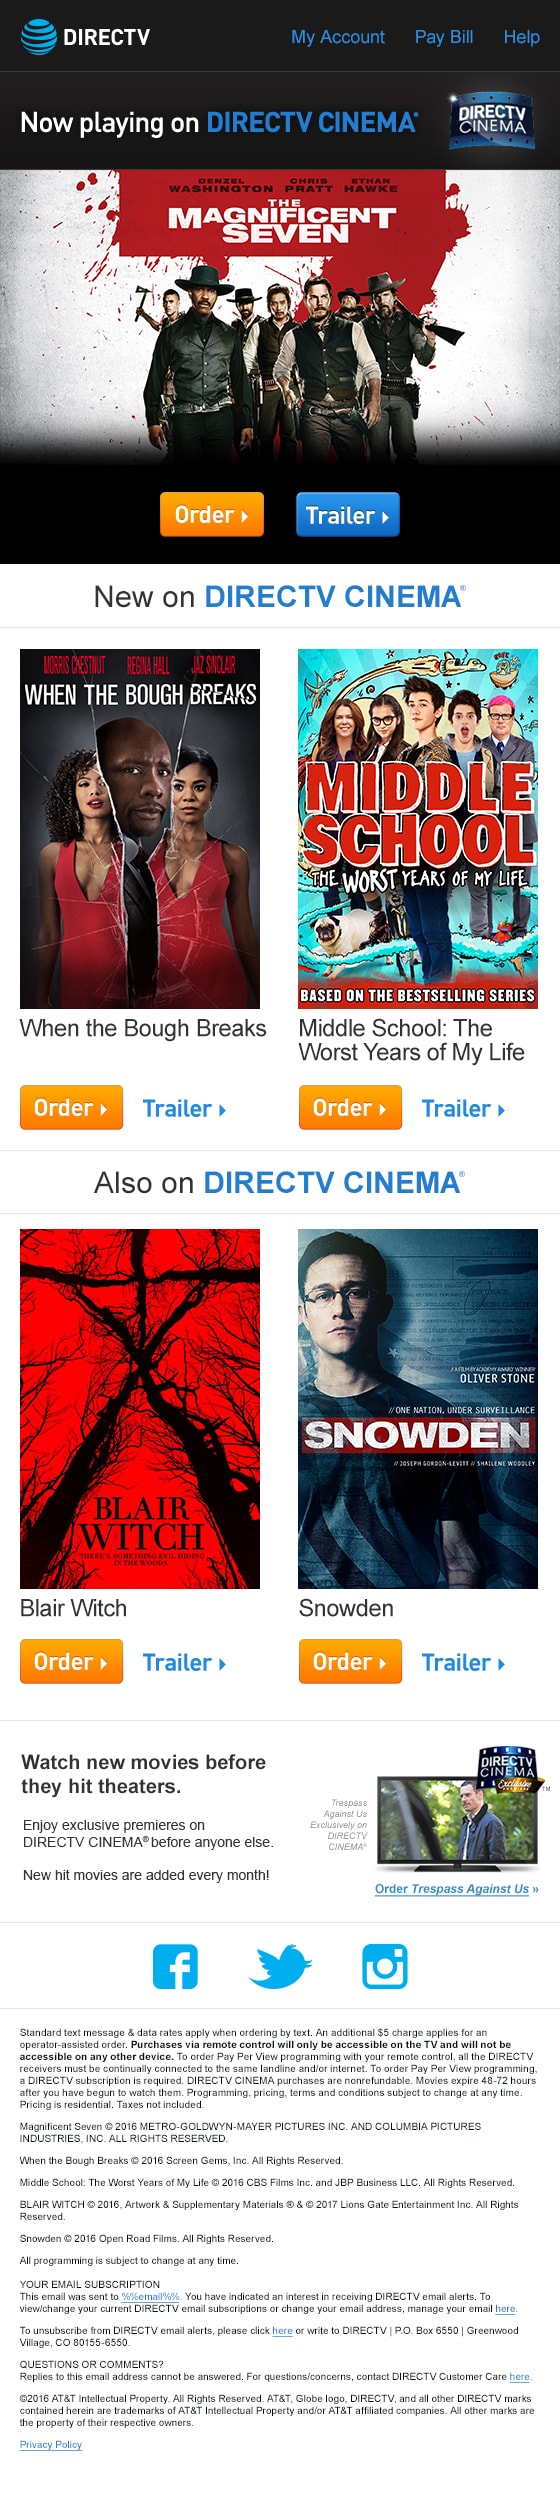 DIRECTV
My Account Pay Bill Help
Now playing on DIRECTV CINEMA®
DIRECTV
CINEMA
DENZEL WASHINGTON CHRIS PRATT ETHAN HAWKE
THE
MAGNIFICENT
SEVEN
Order
Trailer
New on DIRECTV CINEMA®
MORRIS CHESTNUT REGINA HALL JAZ SINCLAIR
WHEN THE BOUGH BREAKS
MIDDLE
SCHOOL
THE WORST YEARS OF MY LIFE
BASED ON THE BESTSELLING SERIES
When the Bough Breaks
Middle School: The
Worst Years of My Life
Order Trailer
Order Trailer
Also on DIRECTV CINEMA®
BLAIR
WITCH
THERE'S SOMETHING EVIL HIDING
IN THE WOODS
// A FILM BY ACADEMY AWARD® WINNER
OLIVER STONE
// ONE NATION, UNDER SURVEILLANCE
SNOWDEN
// JOSEPH GORDON-LEVITT // SHAILENE WOODLEY
Blair Witch
Snowden
Order Trailer
Order Trailer
Watch new movies before
they hit theaters.
Enjoy exclusive premieres on
DIRECTV CINEMA® before anyone else.
New hit movies are added every month!
Trespass
Against Us
Exclusively on
DIRECTV
CINEMA®
DIRECTV
CINEMA
Exclusive
TM
Order Trespass Against Us »
Standard text message & data rates apply when ordering by text. An additional $5 charge applies for an
operator-assisted order. Purchases via remote control will only be accessible on the TV and will not be
accessible on any other device. To order Pay Per View programming with your remote control, all the DIRECTV
receivers must be continually connected to the same landline and/or internet. To order Pay Per View programming,
a DIRECTV subscription is required. DIRECTV CINEMA purchases are nonrefundable. Movies expire 48-72 hours
after you have begun to watch them. Programming, pricing, terms and conditions subject to change at any time.
Pricing is residential. Taxes not included.
Magnificent Seven © 2016 METRO-GOLDWYN-MAYER PICTURES INC. AND COLUMBIA PICTURES
INDUSTRIES, INC. ALL RIGHTS RESERVED.
When the Bough Breaks © 2016 Screen Gems, Inc. All Rights Reserved.
Middle School: The Worst Years of My Life © 2016 CBS Films Inc. and JBP Business LLC. All Rights Reserved.
BLAIR WITCH © 2016, Artwork & Supplementary Materials ® & © 2017 Lions Gate Entertainment Inc. All Rights
Reserved.
Snowden © 2016 Open Road Films. All Rights Reserved.
All programming is subject to change at any time.
YOUR EMAIL SUBSCRIPTION
This email was sent to %%email%%. You have indicated an interest in receiving DIRECTV email alerts. To
view/change your current DIRECTV email subscriptions or change your email address, manage your email here.
To unsubscribe from DIRECTV email alerts, please click here or write to DIRECTV | P.O. Box 6550 | Greenwood
Village, CO 80155-6550.
QUESTIONS OR COMMENTS?
Replies to this email address cannot be answered. For questions/concerns, contact DIRECTV Customer Care here.
©2016 AT&T Intellectual Property. All Rights Reserved. AT&T, Globe logo, DIRECTV, and all other DIRECTV marks
contained herein are trademarks of AT&T Intellectual Property and/or AT&T affiliated companies. All other marks are
the property of their respective owners.
Privacy Policy